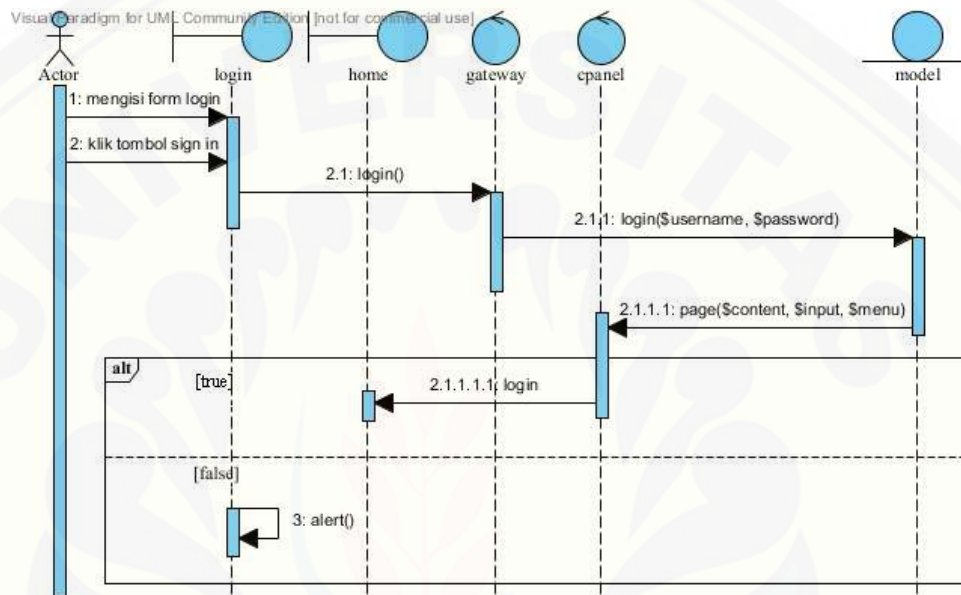 Visual Paradigm for UML Community Edition [not for commercial use]
Actor
login
home
gateway
cpanel
model
1: mengisi form login
2: klik tombol sign in
2.1: login()
2.1.1: login($username, $password)
2.1.1.1: page($content, $input, $menu)
alt
[true]
2.1.1.1.1: login
[false]
3: alert()
UNIVERSITAS